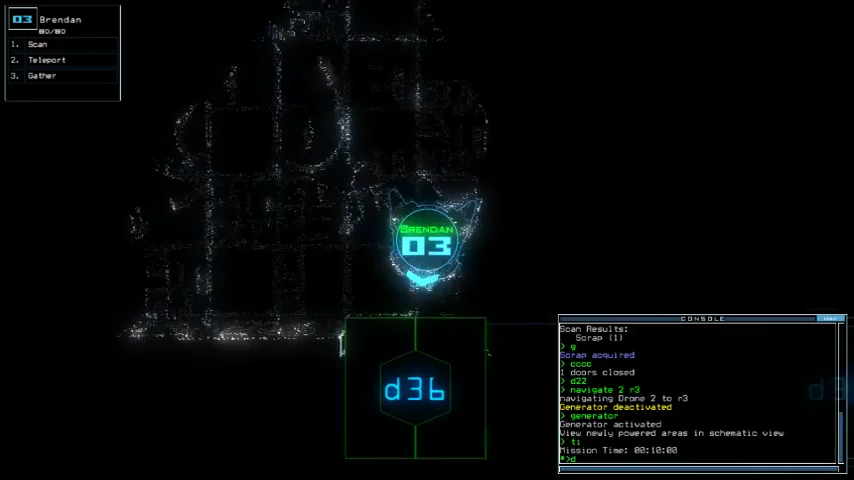 03 Brendan
80/80
1. Scan
2. Teleport
3. Gather
BRENDAN
03
d36
CONSOLE
Scan Results:
Scrap (1)
> g
Scrap acquired
> cccc
1 doors closed
> d22
> navigate 2 r3
navigating Drone 2 to r3
Generator deactivated
> generator
Generator activated
View newly powered areas in schematic view
> ti
Mission Time: 00:10:00
>d